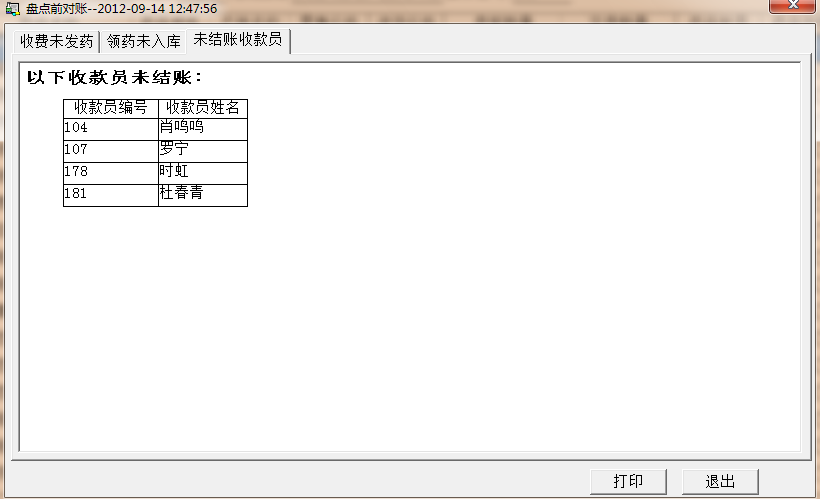 盘点前对账--2012-09-14 12:47:56
收费未发药 领药未入库 未结账收款员
以下收款员未结账：
收款员编号 收款员姓名
104 肖鸣鸣
107 罗宁
178 时虹
181 杜春青
打印 退出